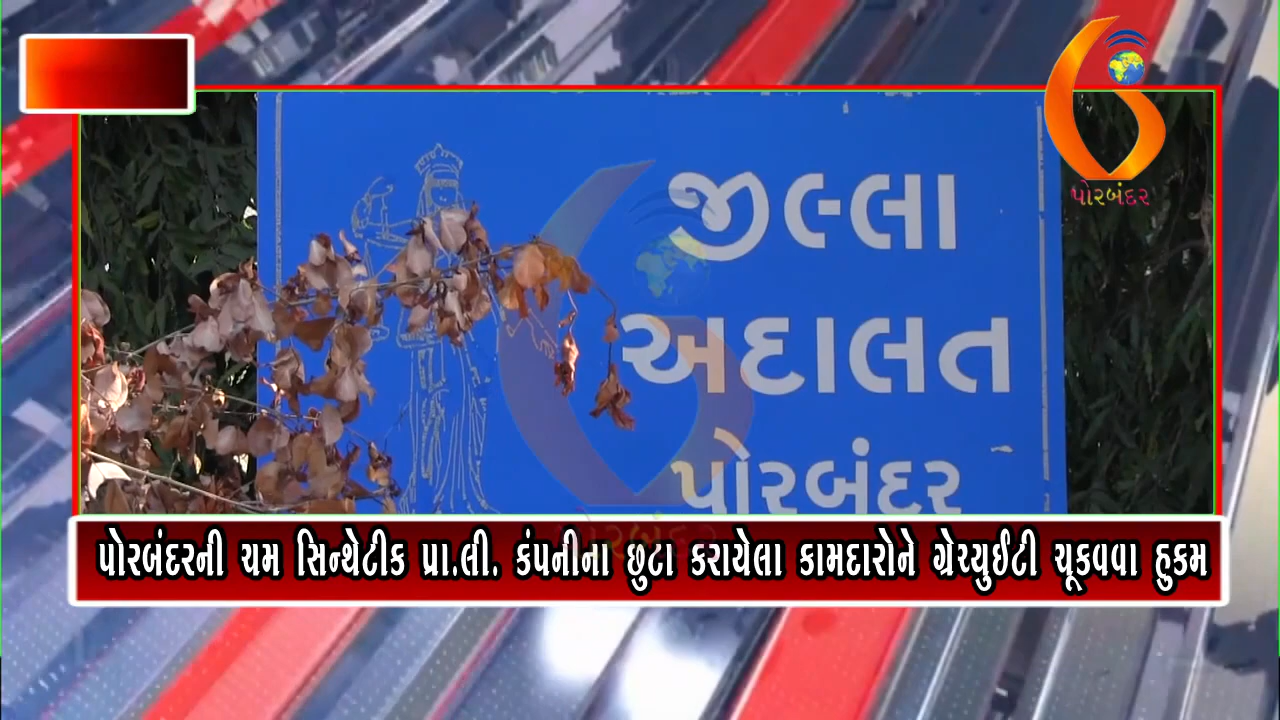 પોરબંદર
જીલ્લા
અદાલત
પોરબંદર
પોરબંદરની ચમ સિન્થેટીક પ્રા.લી. કંપનીના છુટા કરાયેલા કામદારોને ગ્રેચ્યુઈટી ચૂકવવા હુકમ